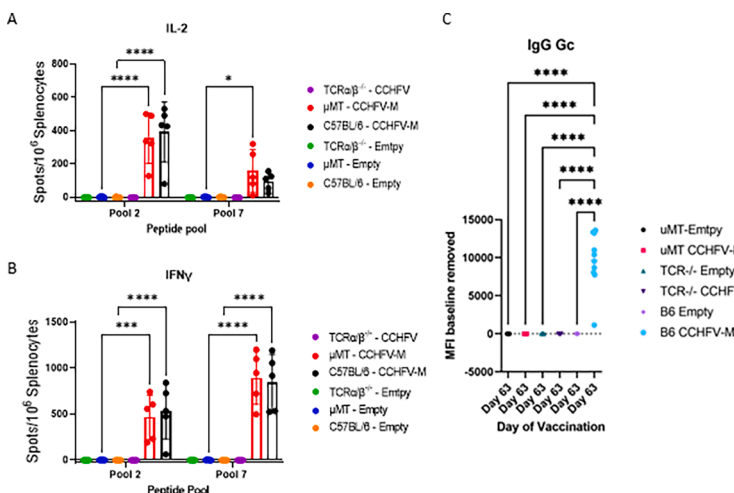 A
IL-2
****
****
*
800
600
400
200
0
Spots/10⁶ Splenocytes
Pool 2
Pool 7
Peptide pool
TCRα/β⁻/⁻ - CCHFV
μMT - CCHFV-M
C57BL/6 - CCHFV-M
TCRα/β⁻/⁻ - Emtpy
μMT - Empty
C57BL/6 - Empty
B
IFNγ
****
***
****
****
1500
1000
500
0
Spots/10⁶ Splenocytes
Pool 2
Pool 7
Peptide Pool
TCRα/β⁻/⁻ - CCHFV
μMT - CCHFV-M
C57BL/6 - CCHFV-M
TCRα/β⁻/⁻ - Emtpy
μMT - Empty
C57BL/6 - Empty
C
IgG Gc
****
****
****
****
****
15000
10000
5000
0
-5000
MFI baseline removed
Day 63
Day 63
Day 63
Day 63
Day 63
Day 63
Day of Vaccination
uMT-Emtpy
uMT CCHFV-
TCR-/- Empty
TCR-/- CCHF
B6 Empty
B6 CCHFV-M